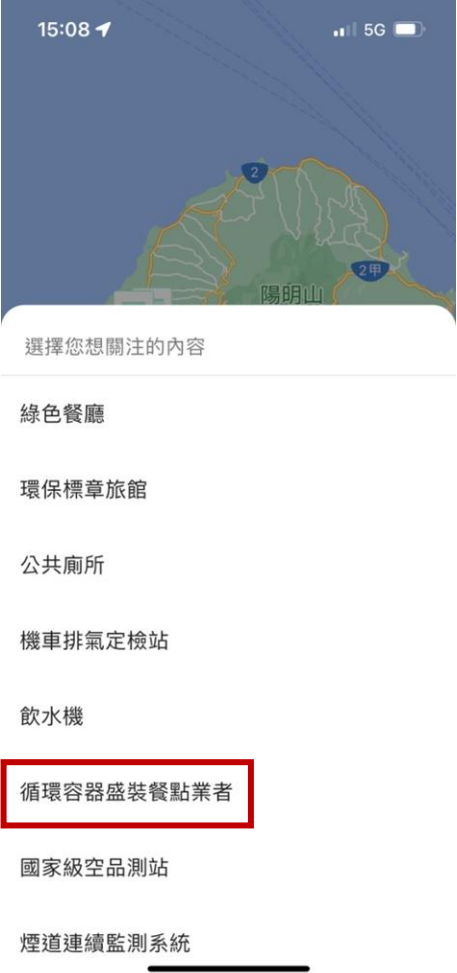 15:08
5G
2
2甲
陽明山
選擇您想關注的內容
綠色餐廳
環保標章旅館
公共廁所
機車排氣定檢站
飲水機
循環容器盛裝餐點業者
國家級空品測站
煙道連續監測系統